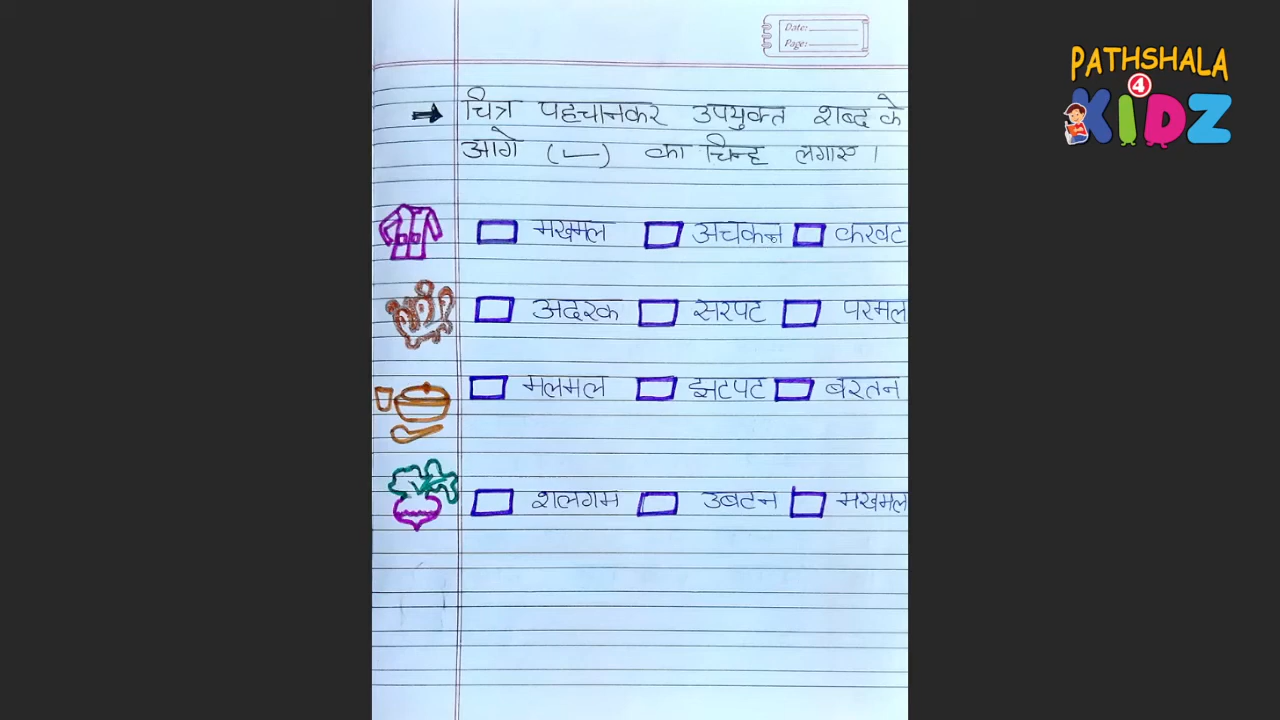 Date:
Page:
PATHSHALA
4
KIDZ
चित्र पहचानकर उपयुक्त शब्द के
आगे (✓) का चिन्ह लगाए ।
मखमल अचकन करवट
अदरक सरपट परमल
मलमल झटपट बरतन
शलगम उबटन मखमल